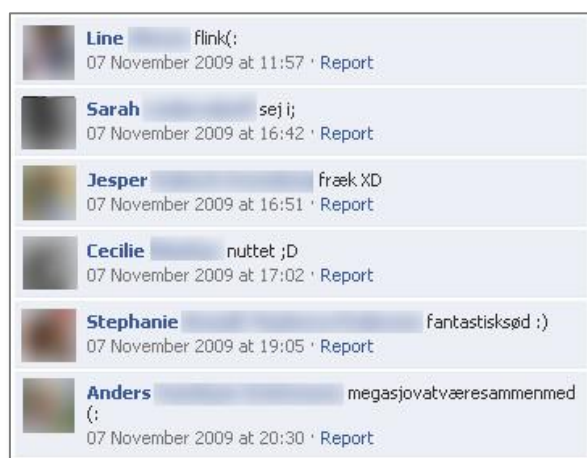 Line flink(:
07 November 2009 at 11:57 · Report
Sarah sej i;
07 November 2009 at 16:42 · Report
Jesper fræk XD
07 November 2009 at 16:51 · Report
Cecilie nuttet ;D
07 November 2009 at 17:02 · Report
Stephanie fantastisksød :)
07 November 2009 at 19:05 · Report
Anders megasjovatværesammenmed
(:
07 November 2009 at 20:30 · Report